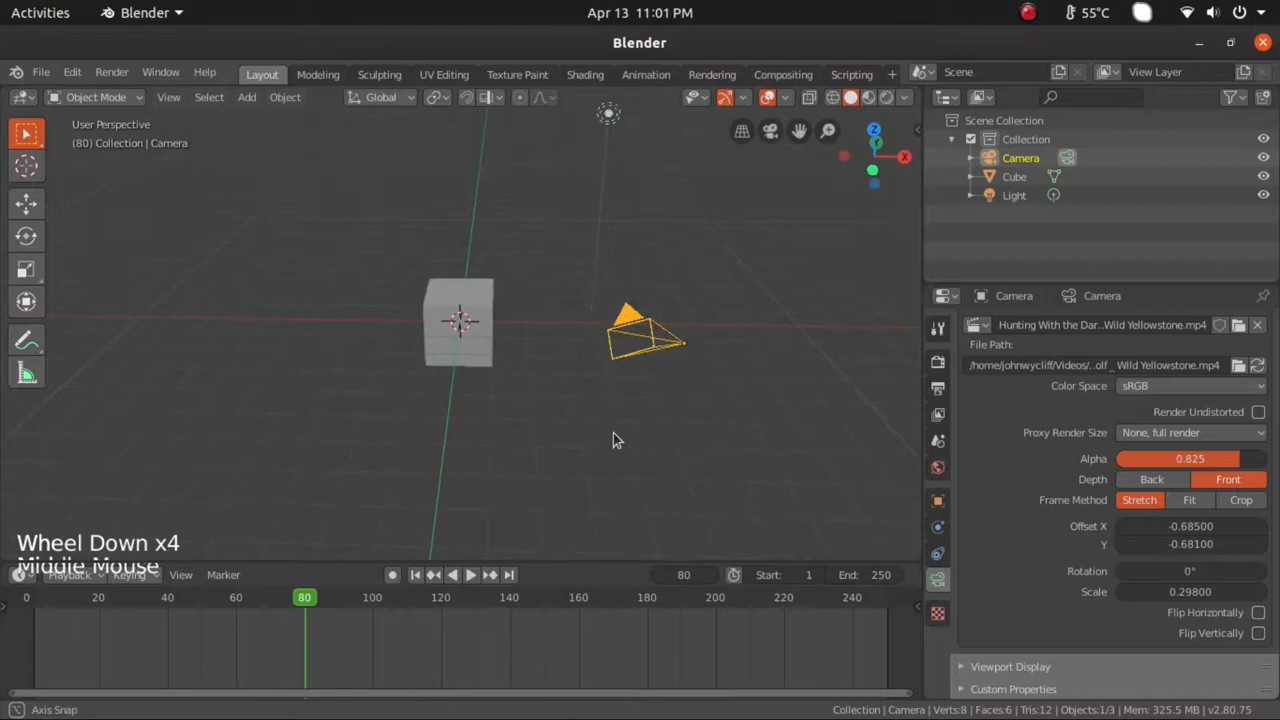 Activities Blender Apr 13 11:01 PM 55°C
Blender
File Edit Render Window Help Layout Modeling Sculpting UV Editing Texture Paint Shading Animation Rendering Compositing Scripting + Scene View Layer
Object Mode View Select Add Object Global
User Perspective
(80) Collection | Camera
Z
Y
X
Scene Collection
Collection
Camera
Cube
Light
Camera Camera
Hunting With the Dar..Wild Yellowstone.mp4
File Path:
/home/johnwycliff/Videos/..olf _ Wild Yellowstone.mp4
Color Space sRGB
Render Undistorted
Proxy Render Size None, full render
Alpha 0.825
Depth Back Front
Frame Method Stretch Fit Crop
Offset X -0.68500
Y -0.68100
Rotation 0°
Scale 0.29800
Flip Horizontally
Flip Vertically
Viewport Display
Custom Properties
Wheel Down x4
Middle Mouse
Playback Keying View Marker 80 Start: 1 End: 250
0 20 40 60 80 100 120 140 160 180 200 220 240
Axis Snap Collection | Camera | Verts:8 | Faces:6 | Tris:12 | Objects:1/3 | Mem: 325.5 MB | v2.80.75